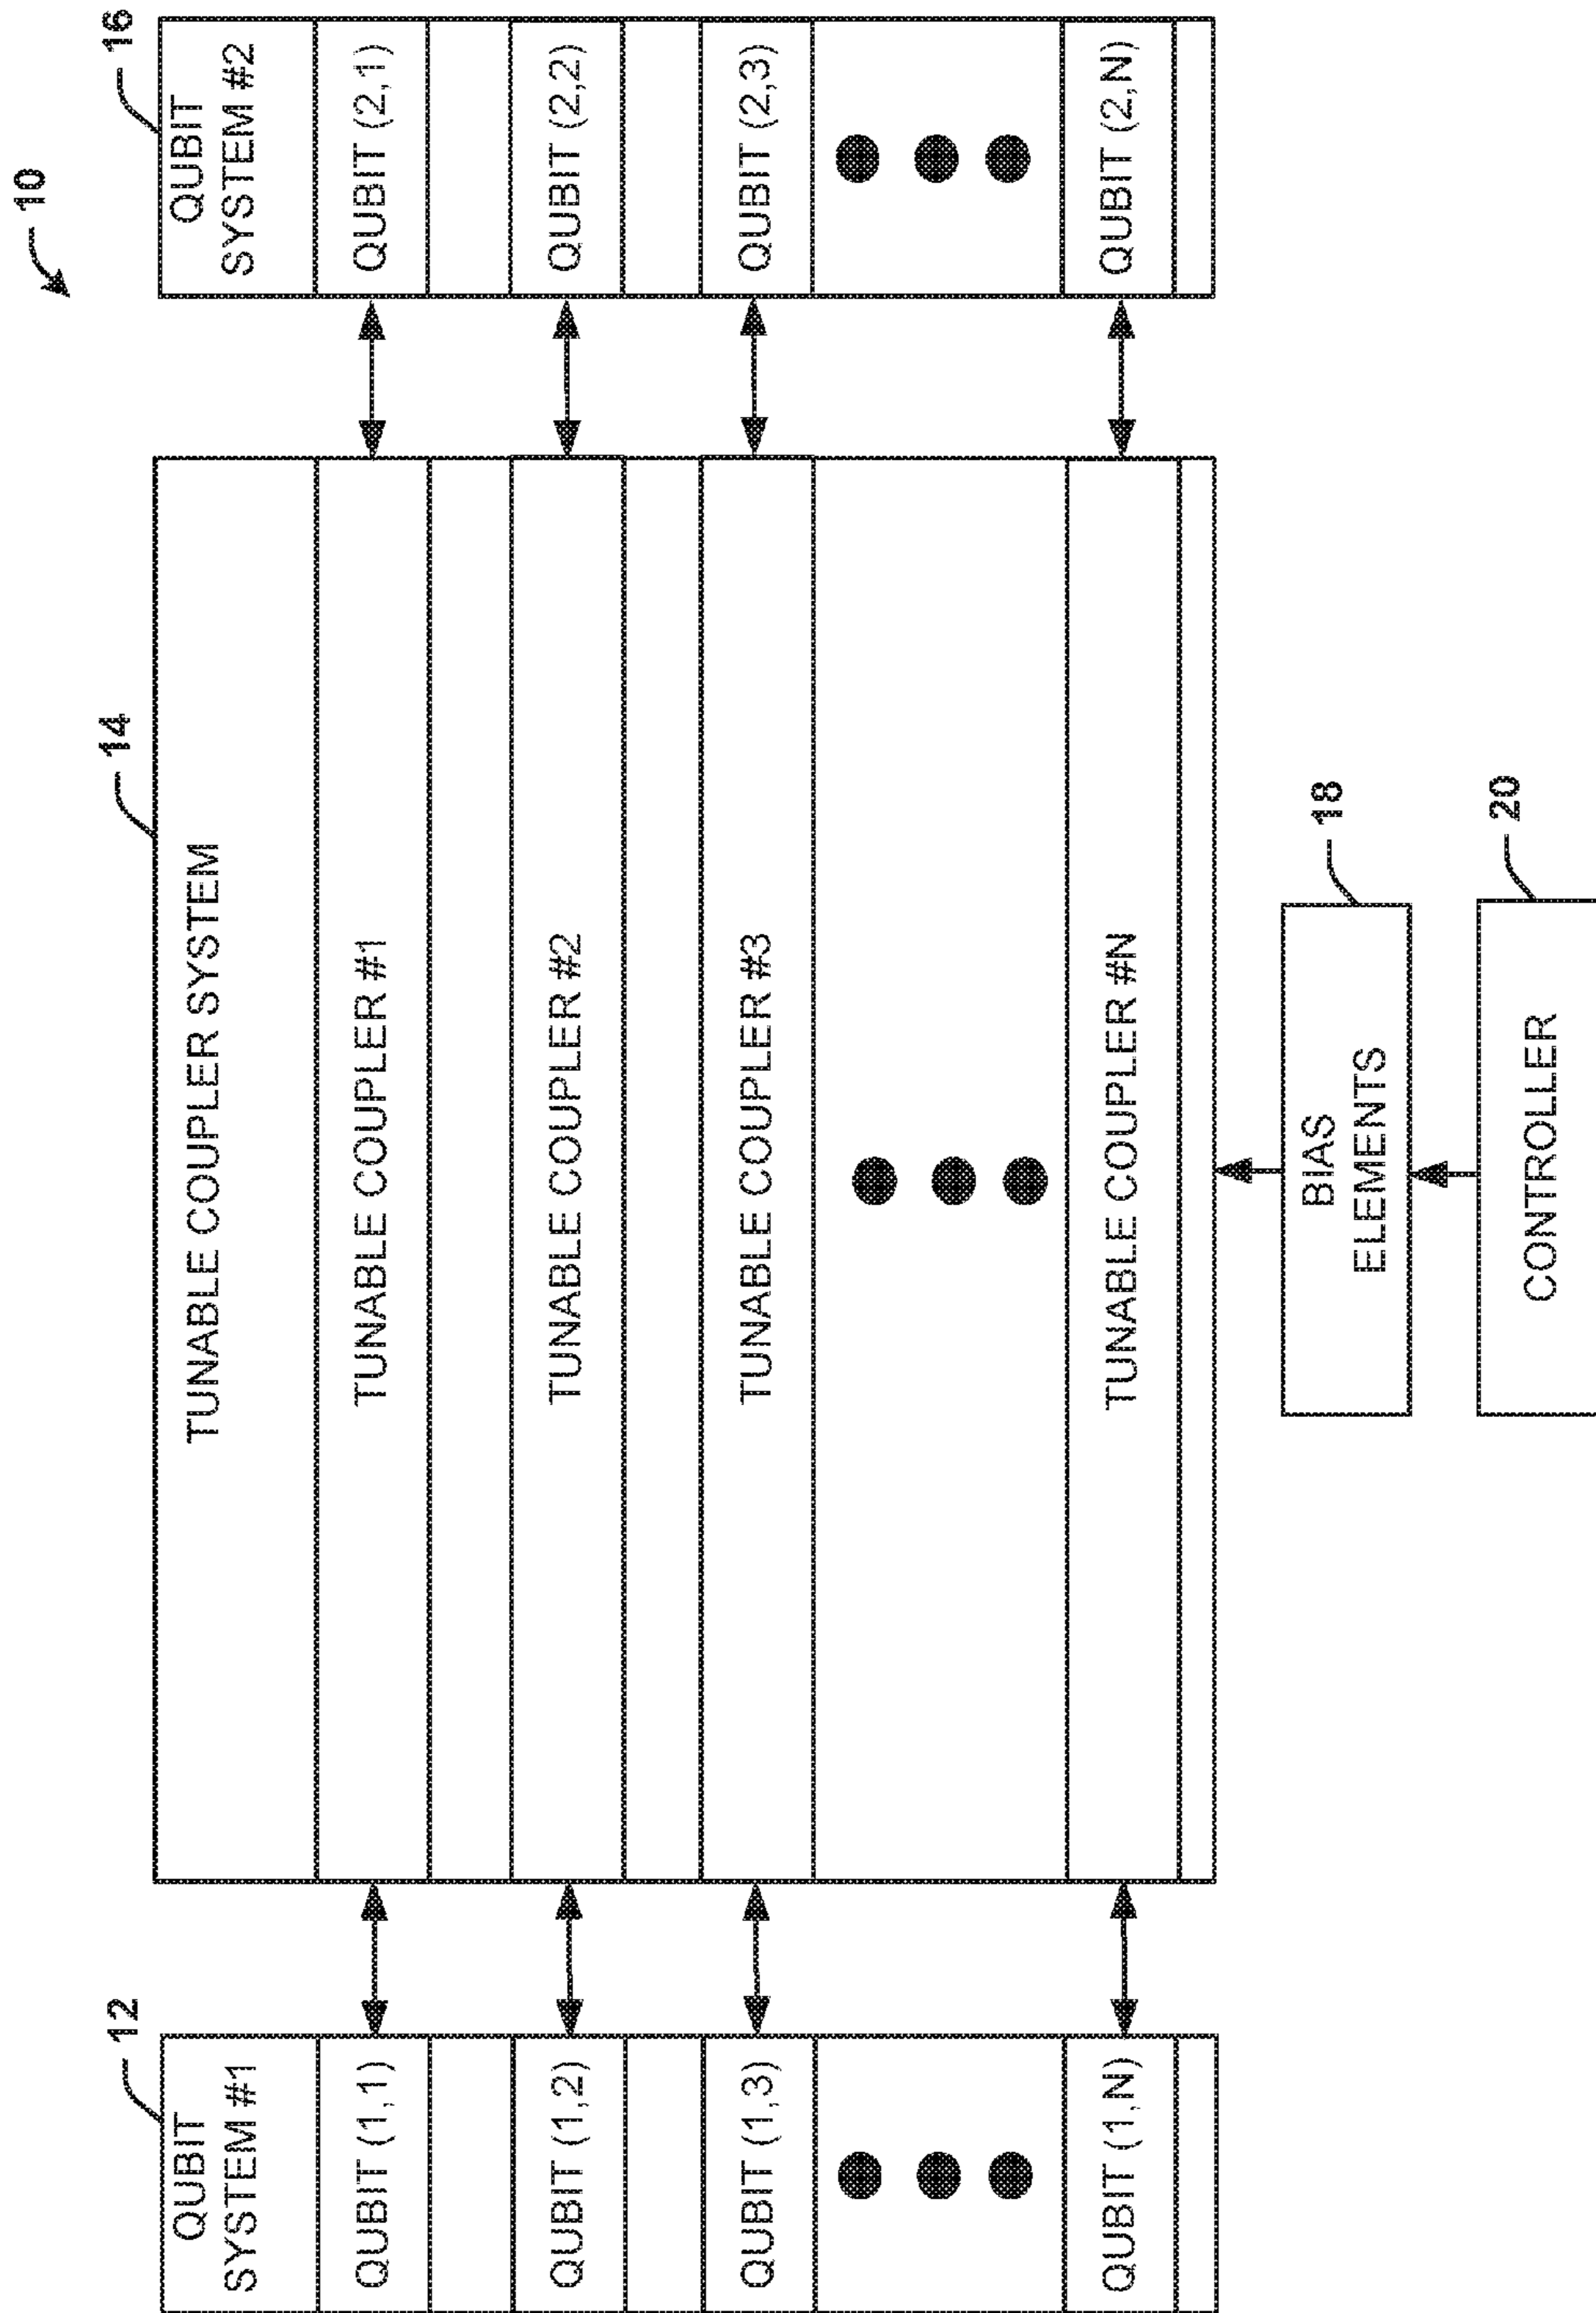 10
12
QUBIT
SYSTEM #1
QUBIT (1,1)
QUBIT (1,2)
QUBIT (1,3)
QUBIT (1,N)
14
TUNABLE COUPLER SYSTEM
TUNABLE COUPLER #1
TUNABLE COUPLER #2
TUNABLE COUPLER #3
TUNABLE COUPLER #N
16
QUBIT
SYSTEM #2
QUBIT (2,1)
QUBIT (2,2)
QUBIT (2,3)
QUBIT (2,N)
18
BIAS
ELEMENTS
20
CONTROLLER